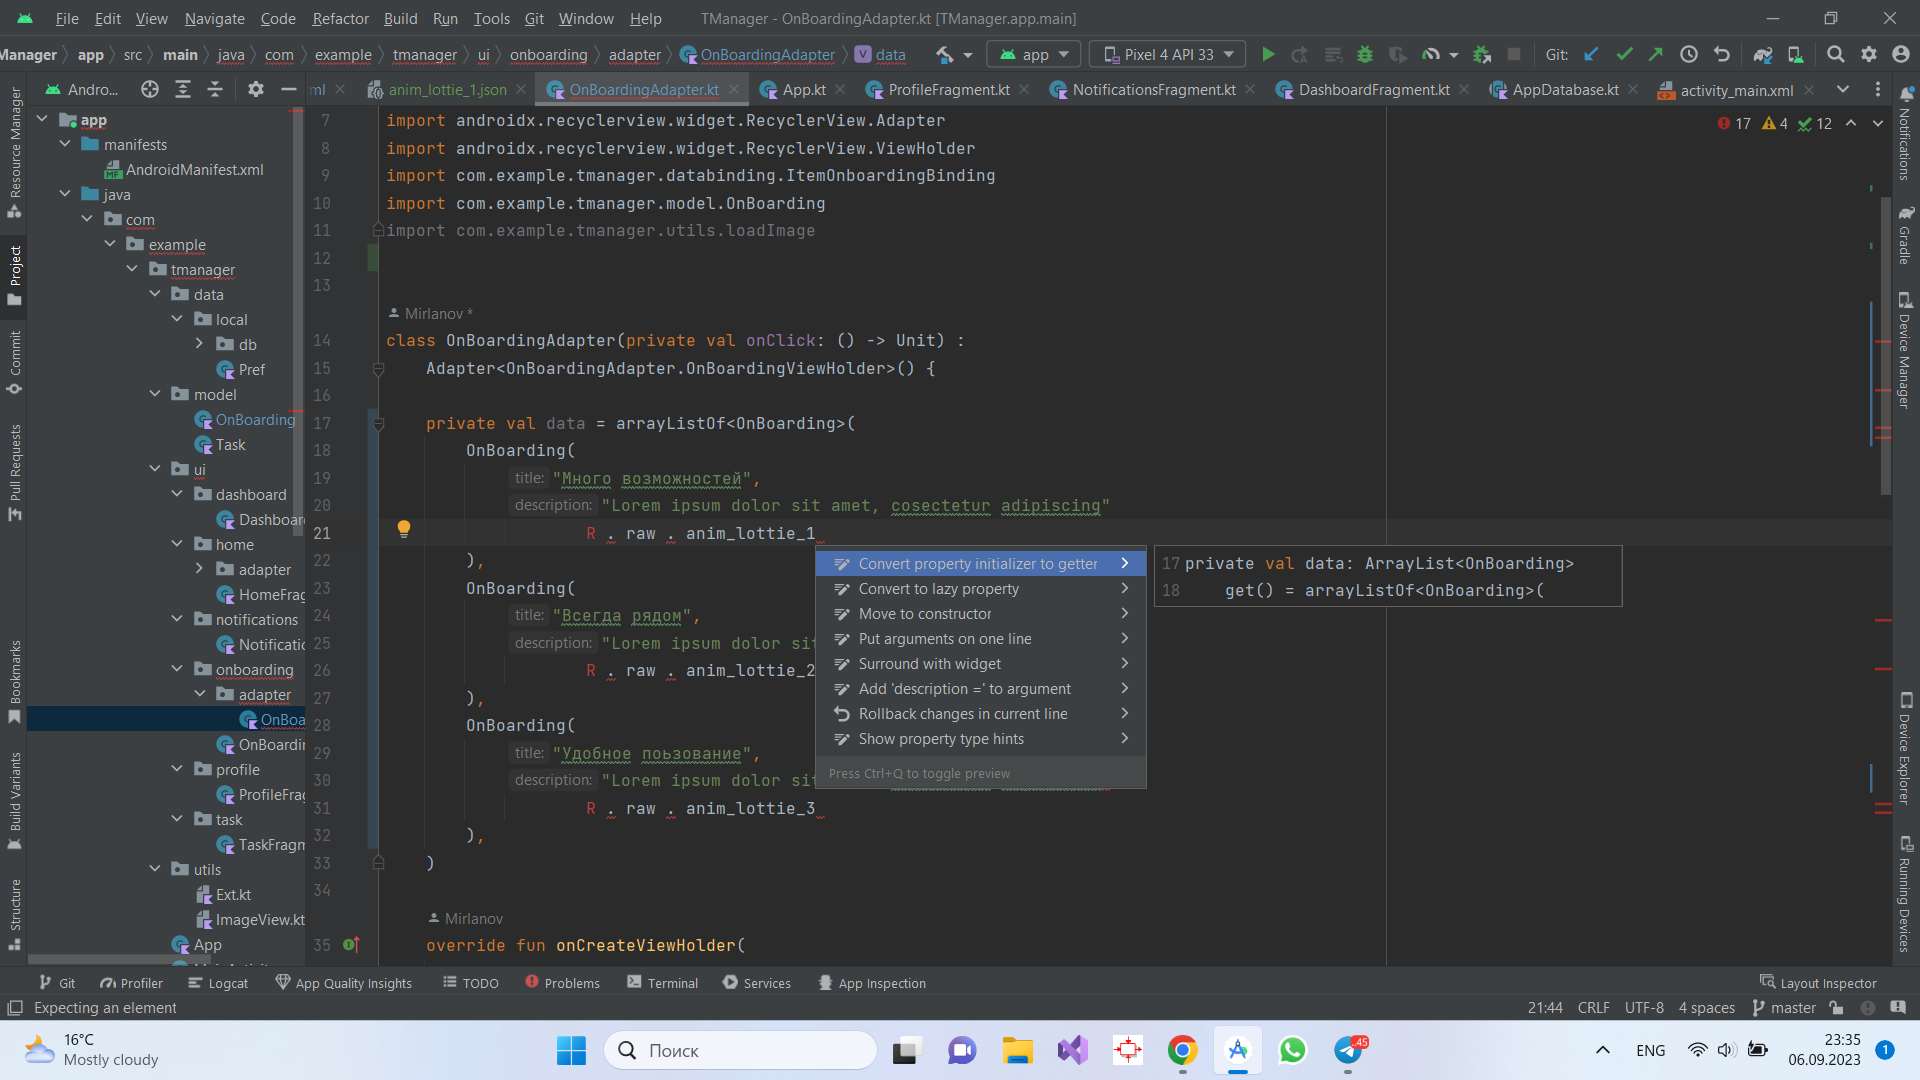 File Edit View Navigate Code Refactor Build Run Tools Git Window Help TManager - OnBoardingAdapter.kt [TManager.app.main]
Manager app src main java com example tmanager ui onboarding adapter OnBoardingAdapter data app Pixel 4 API 33 Git:
Andro... ml anim_lottie_1.json OnBoardingAdapter.kt App.kt ProfileFragment.kt NotificationsFragment.kt DashboardFragment.kt AppDatabase.kt activity_main.xml
Resource Manager
Project
Commit
Pull Requests
Bookmarks
Build Variants
Structure
app
manifests
AndroidManifest.xml
java
com
example
tmanager
data
local
db
Pref
model
OnBoarding
Task
ui
dashboard
Dashboar
home
adapter
HomeFrag
notifications
Notificatio
onboarding
adapter
OnBoa
OnBoardin
profile
ProfileFrag
task
TaskFragm
utils
Ext.kt
ImageView.kt
App
17 4 12
7 import androidx.recyclerview.widget.RecyclerView.Adapter
8 import androidx.recyclerview.widget.RecyclerView.ViewHolder
9 import com.example.tmanager.databinding.ItemOnboardingBinding
10 import com.example.tmanager.model.OnBoarding
11 import com.example.tmanager.utils.loadImage
12
13
Mirlanov *
14 class OnBoardingAdapter(private val onClick: () -> Unit) :
15 Adapter<OnBoardingAdapter.OnBoardingViewHolder>() {
16
17 private val data = arrayListOf<OnBoarding>(
18 OnBoarding(
19 title: "Много возможностей",
20 description: "Lorem ipsum dolor sit amet, cosectetur adipiscing"
21 R . raw . anim_lottie_1
22 ),
23 OnBoarding(
24 title: "Всегда рядом",
25 description: "Lorem ipsum dolor sit
26 R . raw . anim_lottie_2
27 ),
28 OnBoarding(
29 title: "Удобное поьзование",
30 description: "Lorem ipsum dolor sit
31 R . raw . anim_lottie_3
32 ),
33 )
34
Mirlanov
35 override fun onCreateViewHolder(
Convert property initializer to getter
Convert to lazy property
Move to constructor
Put arguments on one line
Surround with widget
Add 'description =' to argument
Rollback changes in current line
Show property type hints
Press Ctrl+Q to toggle preview
17 private val data: ArrayList<OnBoarding>
18 get() = arrayListOf<OnBoarding>(
Notifications
Gradle
Device Manager
Device Explorer
Running Devices
Git Profiler Logcat App Quality Insights TODO Problems Terminal Services App Inspection Layout Inspector
Expecting an element 21:44 CRLF UTF-8 4 spaces master
16°C
Mostly cloudy
Поиск
45
ENG
23:35
06.09.2023
1